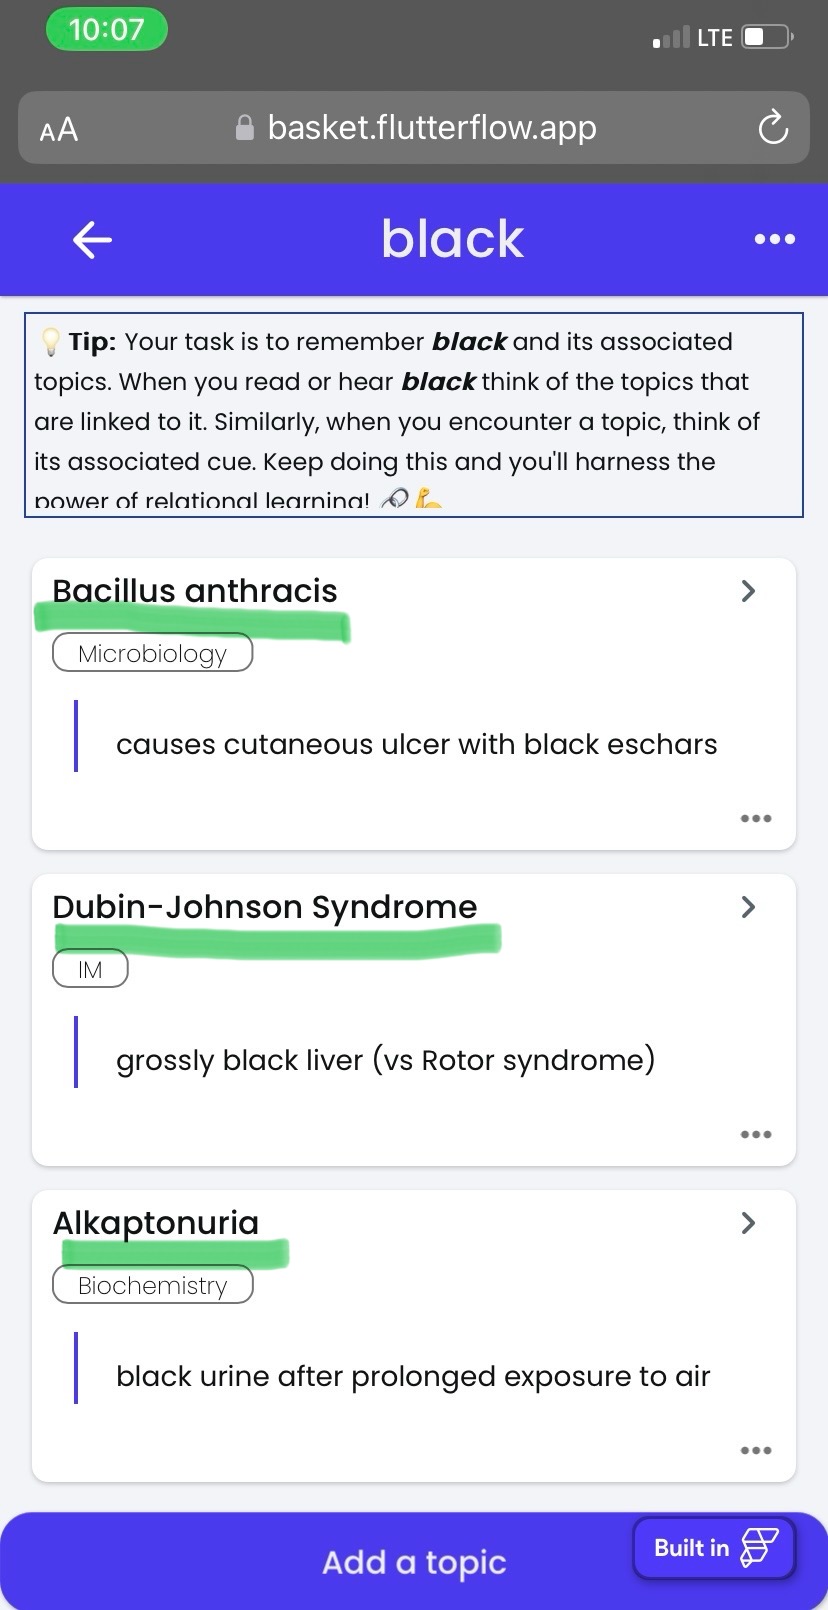 10:07
LTE
AA
basket.flutterflow.app
black
Tip: Your task is to remember black and its associated
topics. When you read or hear black think of the topics that
are linked to it. Similarly, when you encounter a topic, think of
its associated cue. Keep doing this and you'll harness the
power of relational learning!
Bacillus anthracis
Microbiology
causes cutaneous ulcer with black eschars
Dubin-Johnson Syndrome
IM
grossly black liver (vs Rotor syndrome)
Alkaptonuria
Biochemistry
black urine after prolonged exposure to air
Add a topic
Built in